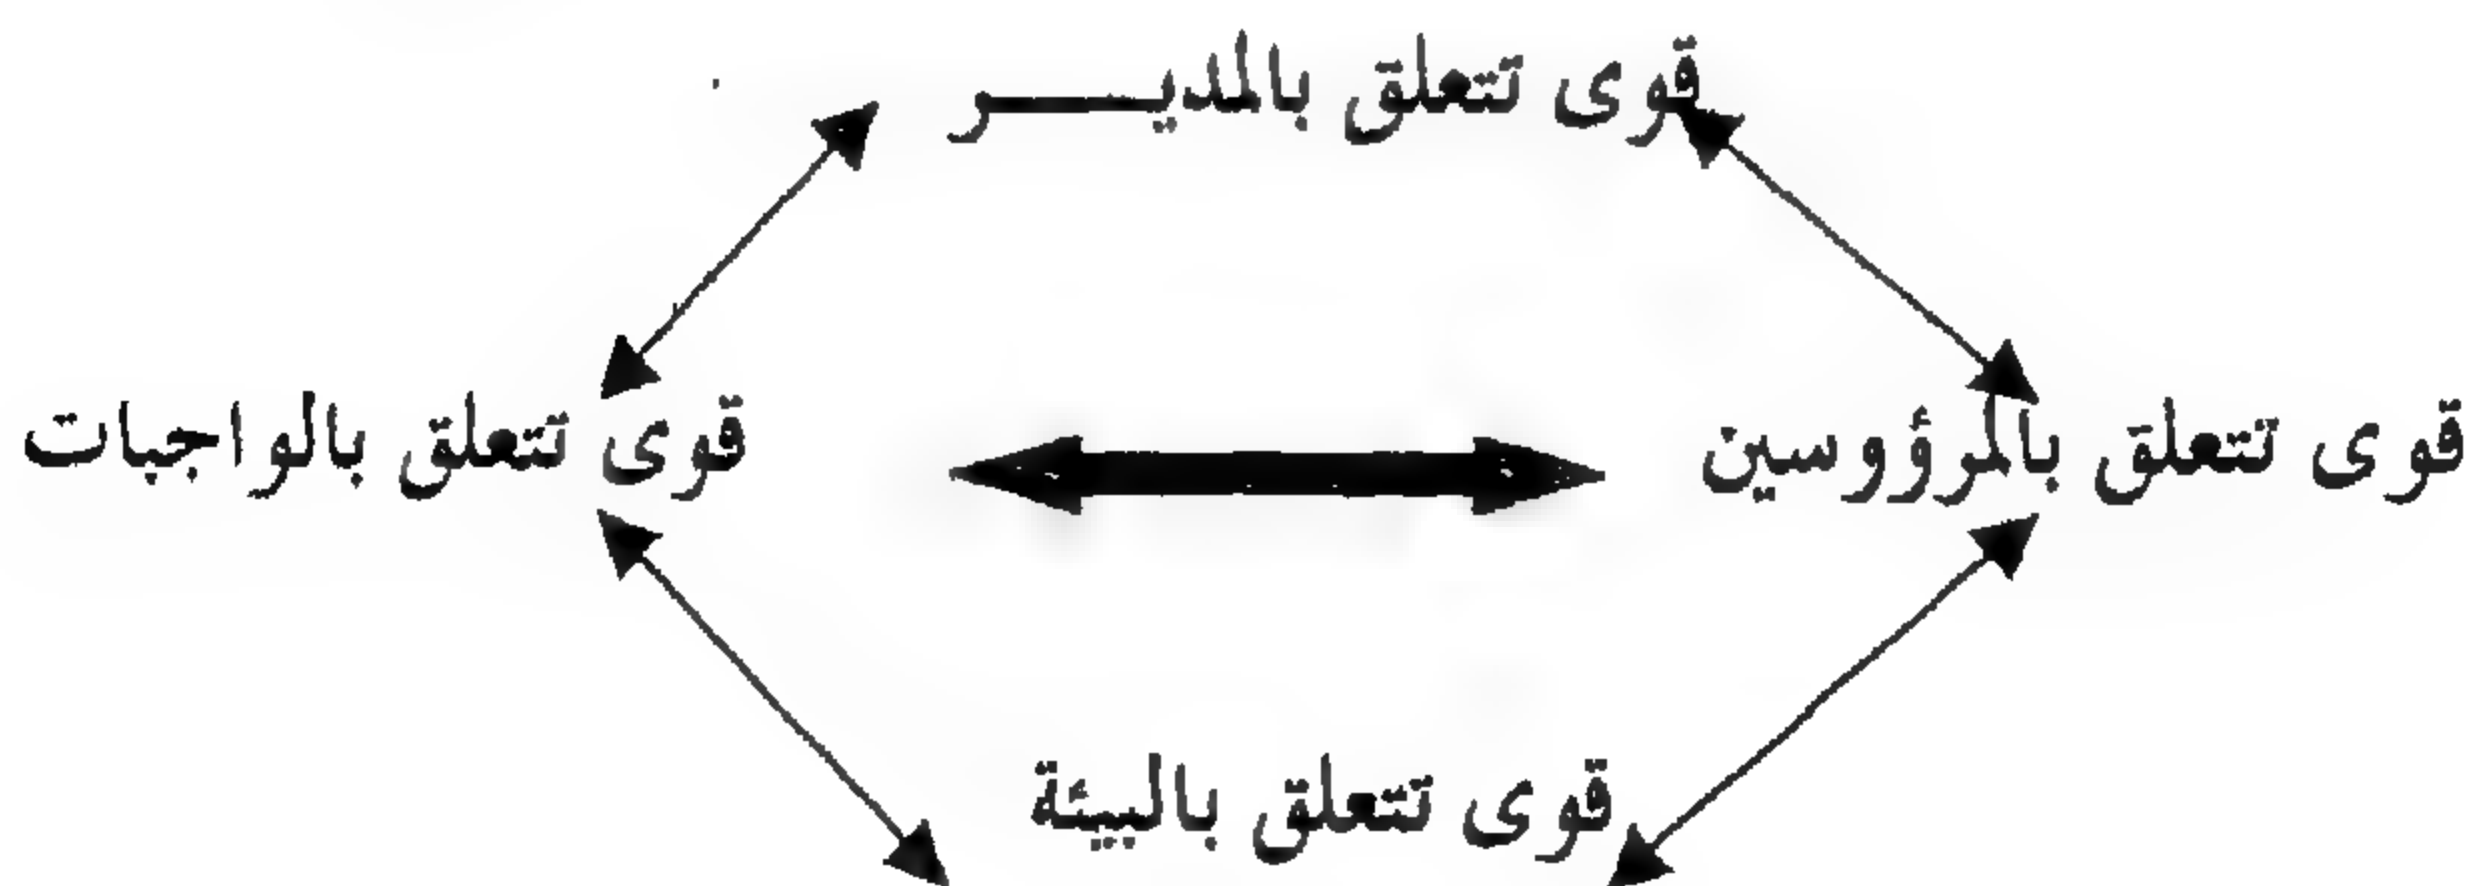 قوى تتعلق بالمديـــــر
قوى تتعلق بالمرؤوسين
قوى تتعلق بالواجبات
قوى تتعلق بالبيئة